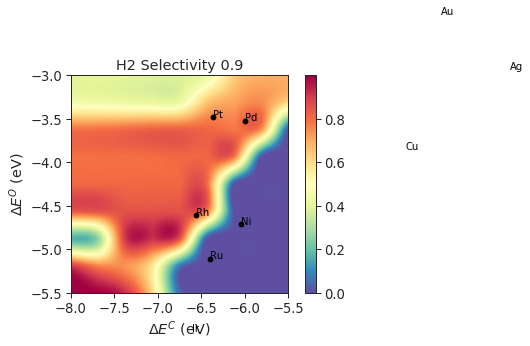 Au
H2 Selectivity 0.9
Ag
−3.0
−3.5
−4.0
−4.5
−5.0
−5.5
ΔE^O (eV)
Pt
Pd
Rh
Ni
Ru
Cu
0.8
0.6
0.4
0.2
0.0
−8.0 −7.5 −7.0 −6.5 −6.0 −5.5
ΔE^C (eV)